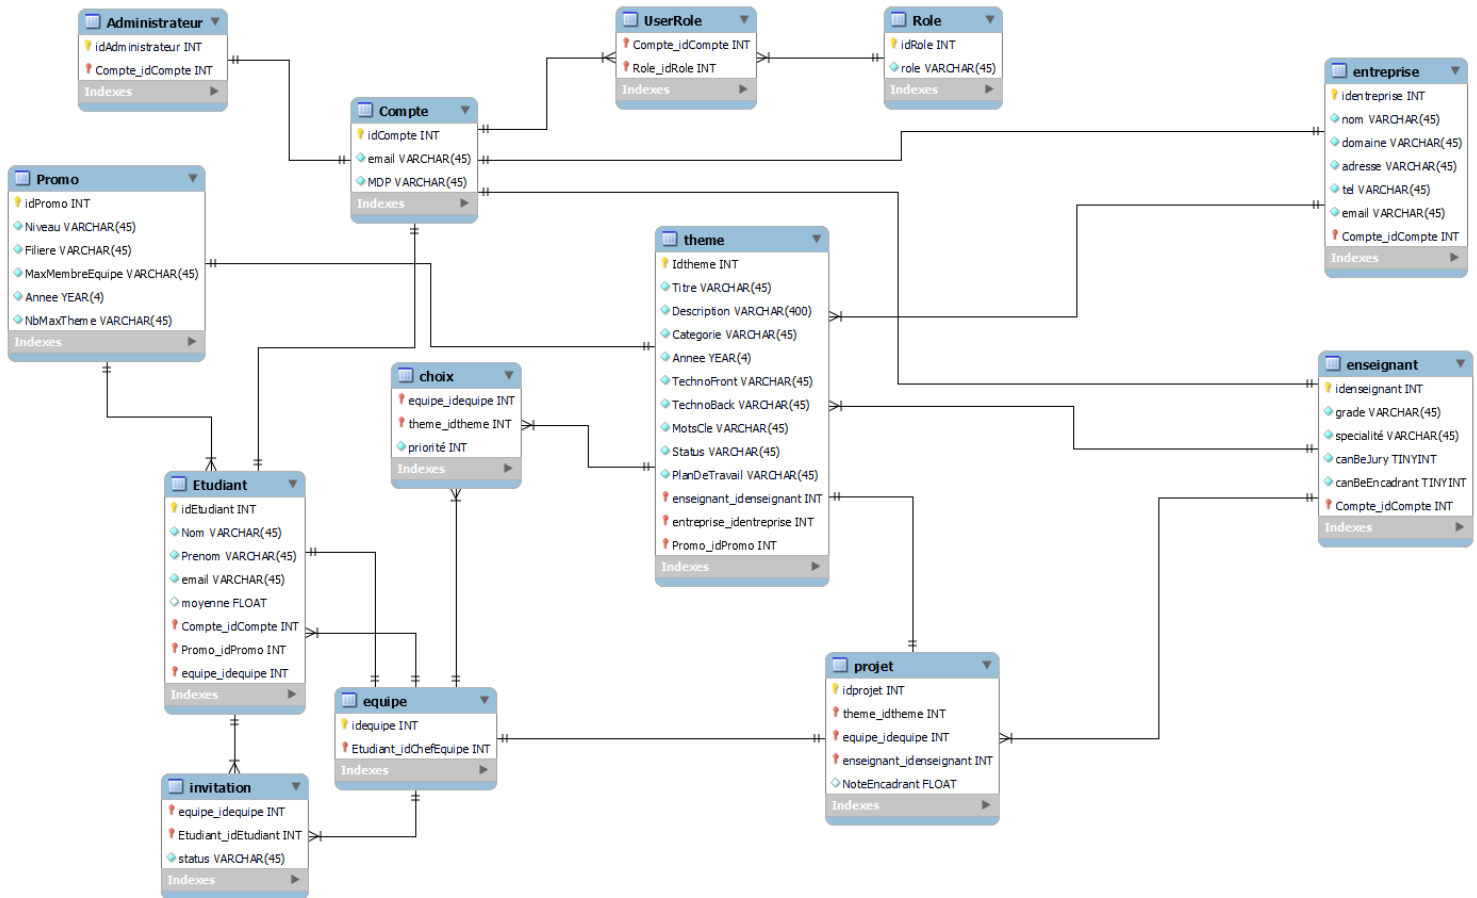 Administrateur
idAdministrateur INT
Compte_idCompte INT
Indexes
UserRole
Compte_idCompte INT
Role_idRole INT
Indexes
Role
idRole INT
role VARCHAR(45)
Indexes
entreprise
identreprise INT
nom VARCHAR(45)
domaine VARCHAR(45)
adresse VARCHAR(45)
tel VARCHAR(45)
email VARCHAR(45)
Compte_idCompte INT
Indexes
Compte
idCompte INT
email VARCHAR(45)
MDP VARCHAR(45)
Indexes
Promo
idPromo INT
Niveau VARCHAR(45)
Filiere VARCHAR(45)
MaxMembreEquipe VARCHAR(45)
Annee YEAR(4)
NbMaxTheme VARCHAR(45)
Indexes
theme
Idtheme INT
Titre VARCHAR(45)
Description VARCHAR(400)
Categorie VARCHAR(45)
Annee YEAR(4)
TechnoFront VARCHAR(45)
TechnoBack VARCHAR(45)
MotsCle VARCHAR(45)
Status VARCHAR(45)
PlanDeTravail VARCHAR(45)
enseignant_idenseignant INT
entreprise_identreprise INT
Promo_idPromo INT
Indexes
choix
equipe_idequipe INT
theme_idtheme INT
priorité INT
Indexes
enseignant
idenseignant INT
grade VARCHAR(45)
specialité VARCHAR(45)
canBeJury TINYINT
canBeEncadrant TINYINT
Compte_idCompte INT
Indexes
Etudiant
idEtudiant INT
Nom VARCHAR(45)
Prenom VARCHAR(45)
email VARCHAR(45)
moyenne FLOAT
Compte_idCompte INT
Promo_idPromo INT
equipe_idequipe INT
Indexes
equipe
idequipe INT
Etudiant_idChefEquipe INT
Indexes
projet
idprojet INT
theme_idtheme INT
equipe_idequipe INT
enseignant_idenseignant INT
NoteEncadrant FLOAT
Indexes
invitation
equipe_idequipe INT
Etudiant_idEtudiant INT
status VARCHAR(45)
Indexes